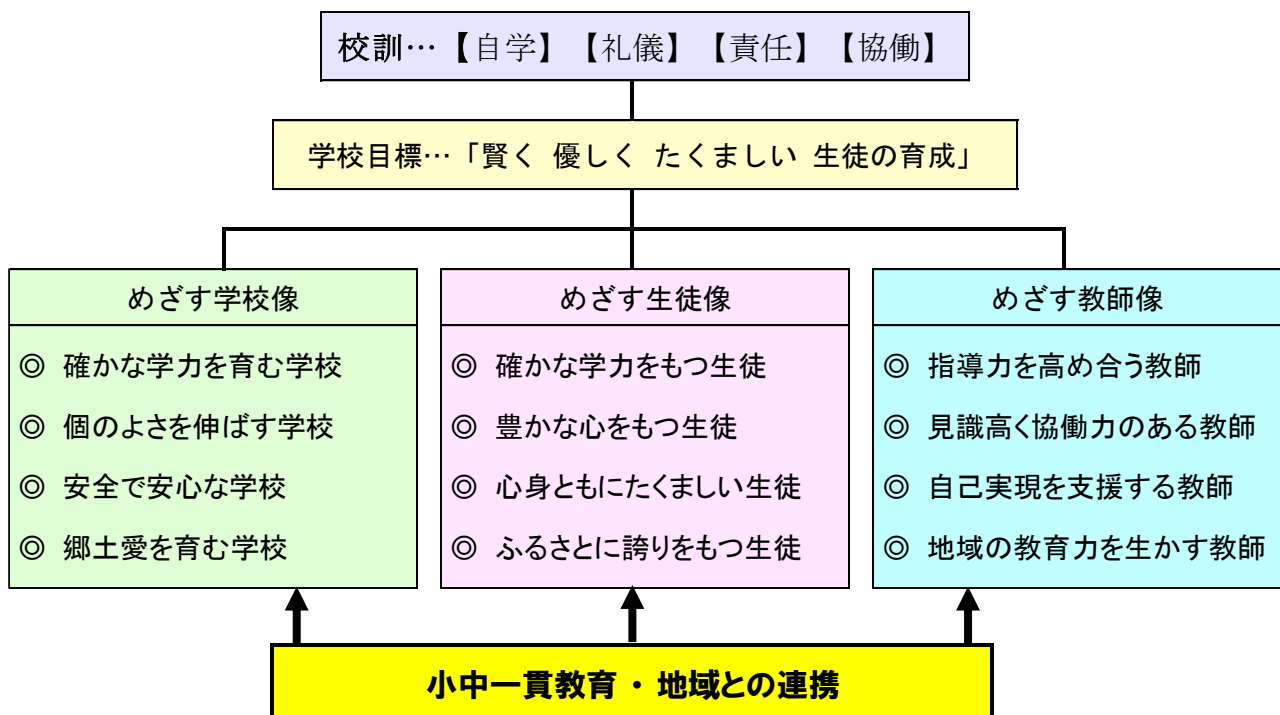 校訓…【自学】【礼儀】【責任】【協働】
学校目標…「賢く 優しく たくましい 生徒の育成」
めざす学校像
◎ 確かな学力を育む学校
◎ 個のよさを伸ばす学校
◎ 安全で安心な学校
◎ 郷土愛を育む学校
めざす生徒像
◎ 確かな学力をもつ生徒
◎ 豊かな心をもつ生徒
◎ 心身ともにたくましい生徒
◎ ふるさとに誇りをもつ生徒
めざす教師像
◎ 指導力を高め合う教師
◎ 見識高く協働力のある教師
◎ 自己実現を支援する教師
◎ 地域の教育力を生かす教師
小中一貫教育 ・ 地域との連携